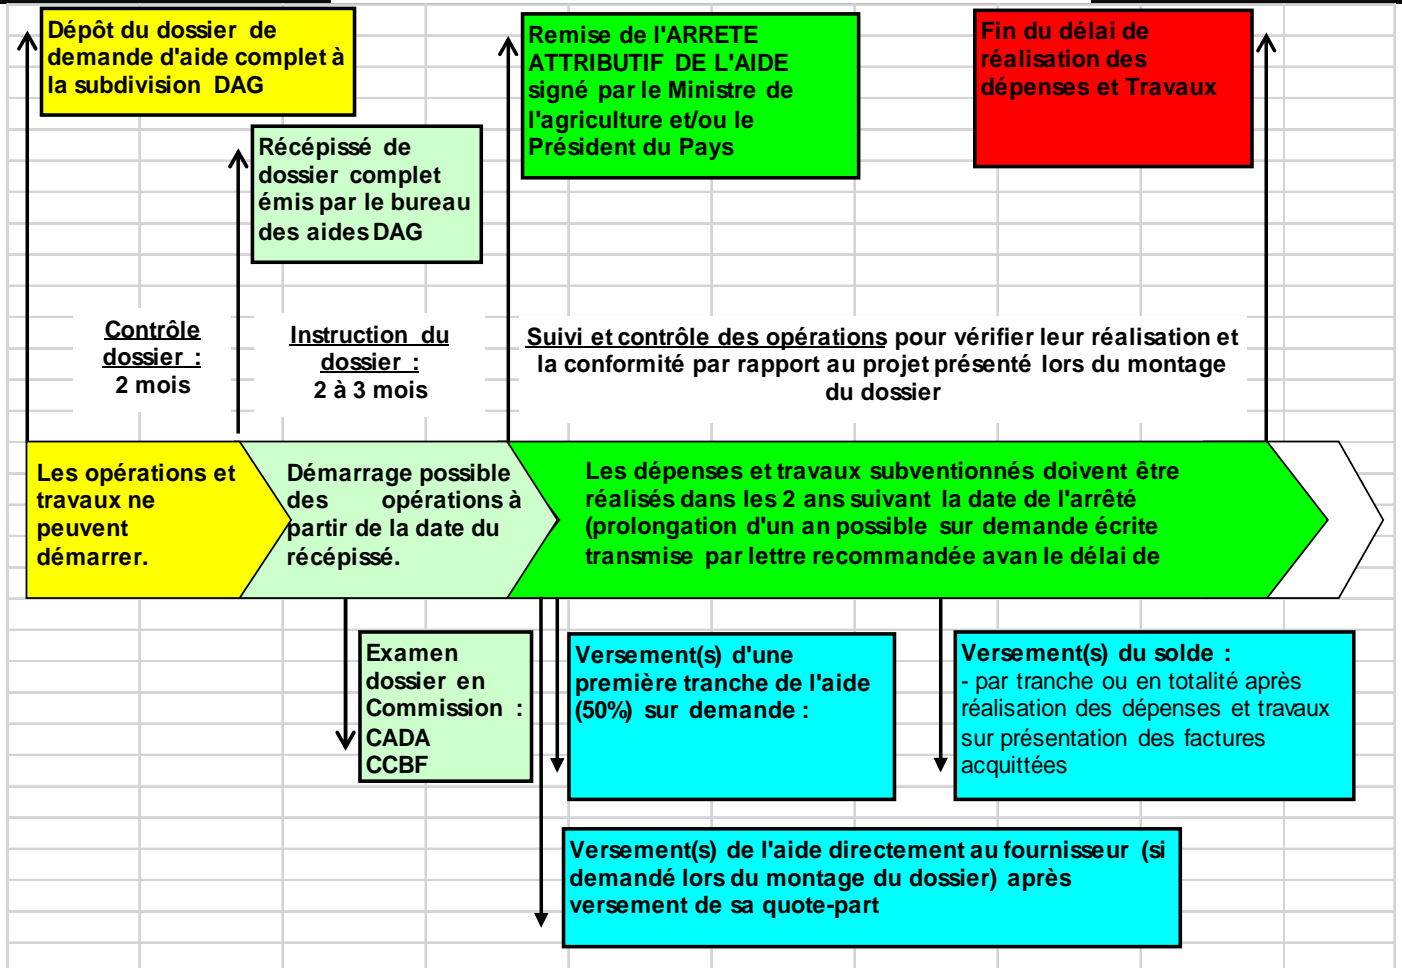 Dépôt du dossier de
demande d'aide complet à
la subdivision DAG
Remise de l'ARRETE
ATTRIBUTIF DE L'AIDE
signé par le Ministre de
l'agriculture et/ou le
Président du Pays
Fin du délai de
réalisation des
dépenses et Travaux
Récépissé de
dossier complet
émis par le bureau
des aides DAG
Contrôle
dossier :
2 mois
Instruction du
dossier :
2 à 3 mois
Suivi et contrôle des opérations pour vérifier leur réalisation et
la conformité par rapport au projet présenté lors du montage
du dossier
Les opérations et
travaux ne
peuvent
démarrer.
Démarrage possible
des opérations à
partir de la date du
récépissé.
Les dépenses et travaux subventionnés doivent être
réalisés dans les 2 ans suivant la date de l'arrêté
(prolongation d'un an possible sur demande écrite
transmise par lettre recommandée avan le délai de
Examen
dossier en
Commission :
CADA
CCBF
Versement(s) d'une
première tranche de l'aide
(50%) sur demande :
Versement(s) du solde :
- par tranche ou en totalité après
réalisation des dépenses et travaux
sur présentation des factures
acquittées
Versement(s) de l'aide directement au fournisseur (si
demandé lors du montage du dossier) après
versement de sa quote-part